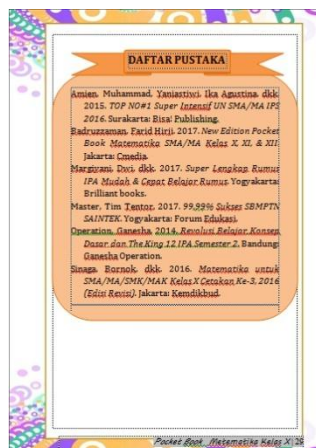 DAFTAR PUSTAKA
Amien, Muhammad, Yaniastiwi, Ika Agustina, dkk.
2015. TOP NO#1 Super Intensif UN SMA/MA IPS
2016. Surakarta: Bisa! Publishing.
Badruzzaman, Farid Hirji. 2017. New Edition Pocket
Book Matematika SMA/MA Kelas X, XI, & XII.
Jakarta: Cmedia.
Margiyani, Dwi, dkk. 2017. Super Lengkap Rumus
IPA Mudah & Cepat Belajar Rumus. Yogyakarta:
Brilliant books.
Master, Tim Tentor. 2017. 99,99% Sukses SBMPTN
SAINTEK. Yogyakarta: Forum Edukasi.
Operation, Ganesha. 2014. Revolusi Belajar Konsep
Dasar dan The King 12 IPA Semester 2. Bandung:
Ganesha Operation.
Sinaga, Bornok, dkk. 2016. Matematika untuk
SMA/MA/SMK/MAK Kelas X Cetakan Ke-3, 2016
(Edisi Revisi). Jakarta: Kemdikbud.
Pocket Book Matematika Kelas X